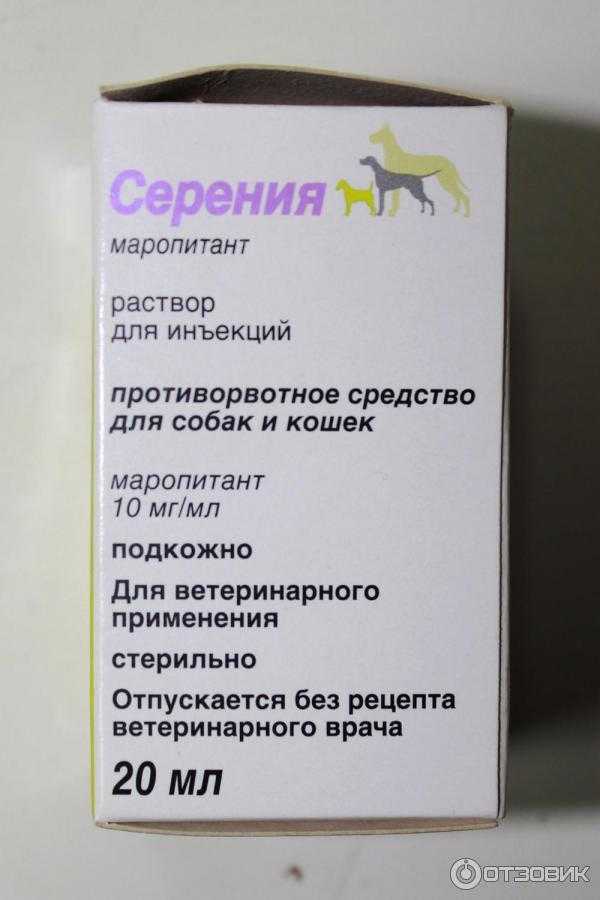 Серения
маропитант
раствор
для инъекций
противорвотное средство
для собак и кошек
маропитант
10 мг/мл
подкожно
Для ветеринарного
применения
стерильно
Отпускается без рецепта
ветеринарного врача
20 мл
ОТЗОВИК